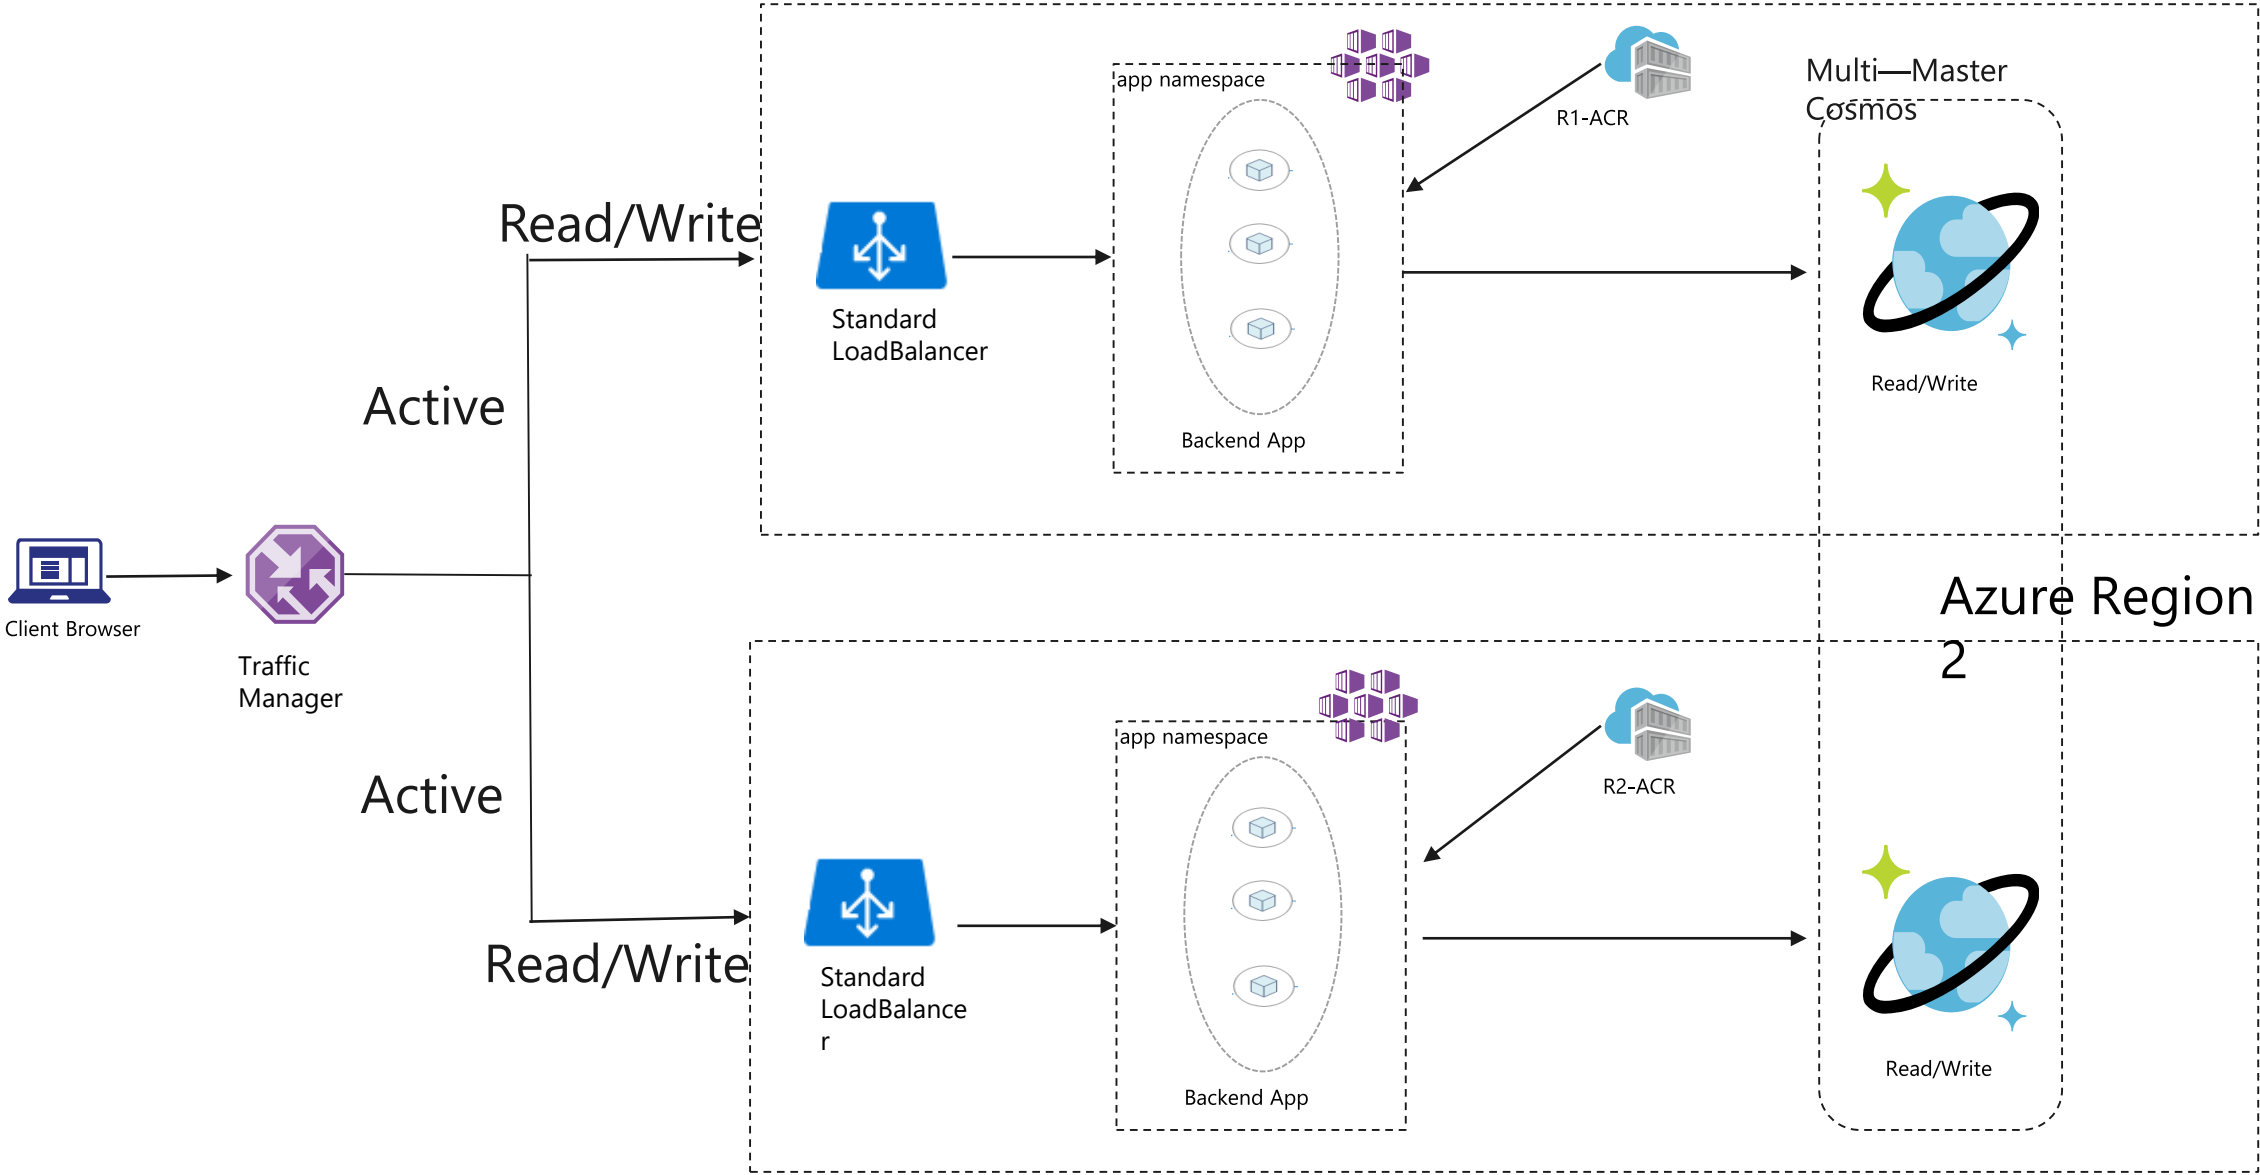 app namespace
Multi—Master
Cosmos
R1-ACR
Read/Write
Standard
LoadBalancer
Read/Write
Active
Backend App
Client Browser
Traffic
Manager
Azure Region
2
app namespace
R2-ACR
Active
Read/Write
Standard
LoadBalance
r
Backend App
Read/Write